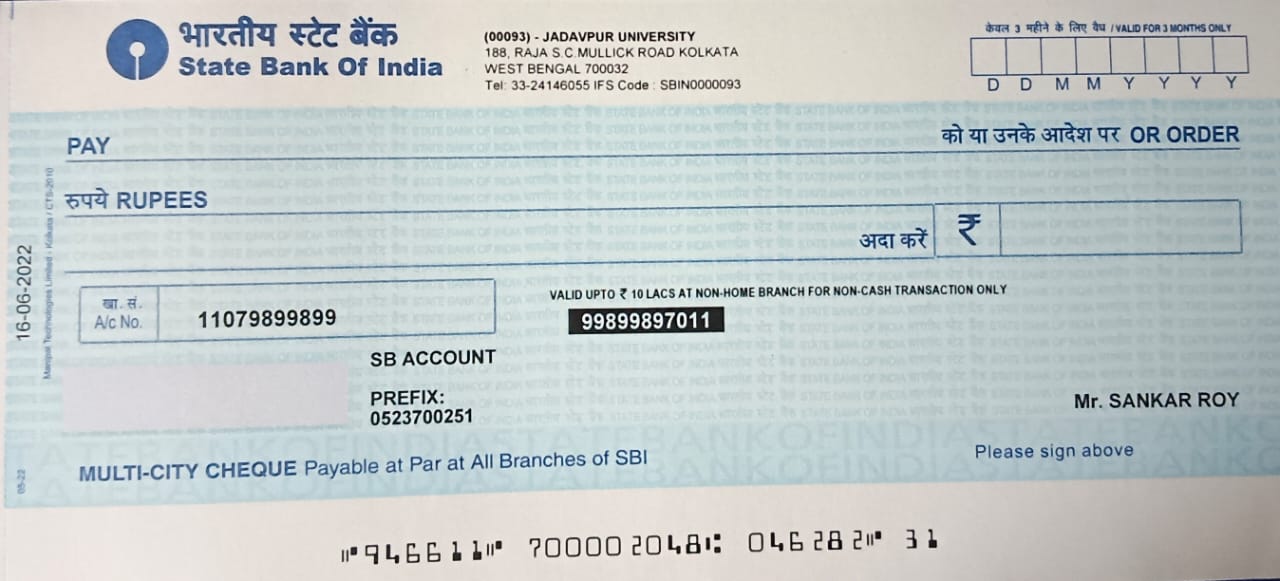 भारतीय स्टेट बैंक
State Bank Of India
(00093) - JADAVPUR UNIVERSITY
188, RAJA S.C.MULLICK ROAD KOLKATA
WEST BENGAL 700032
Tel: 33-24146055 IFS Code : SBIN0000093
केवल 3 महीने के लिए वैध / VALID FOR 3 MONTHS ONLY
D D M M Y Y Y Y
PAY
को या उनके आदेश पर OR ORDER
रुपये RUPEES
अदा करें ₹
खा. सं.
A/c No. 11079899899
VALID UPTO ₹ 10 LACS AT NON-HOME BRANCH FOR NON-CASH TRANSACTION ONLY
99899897011
SB ACCOUNT
PREFIX:
0523700251
Mr. SANKAR ROY
Please sign above
MULTI-CITY CHEQUE Payable at Par at All Branches of SBI
16-06-2022
Manipal Technologies Limited - Kolkata / CTS-2010
05-22
⑈946611⑈ 700002048⑆ 046282⑈ 31